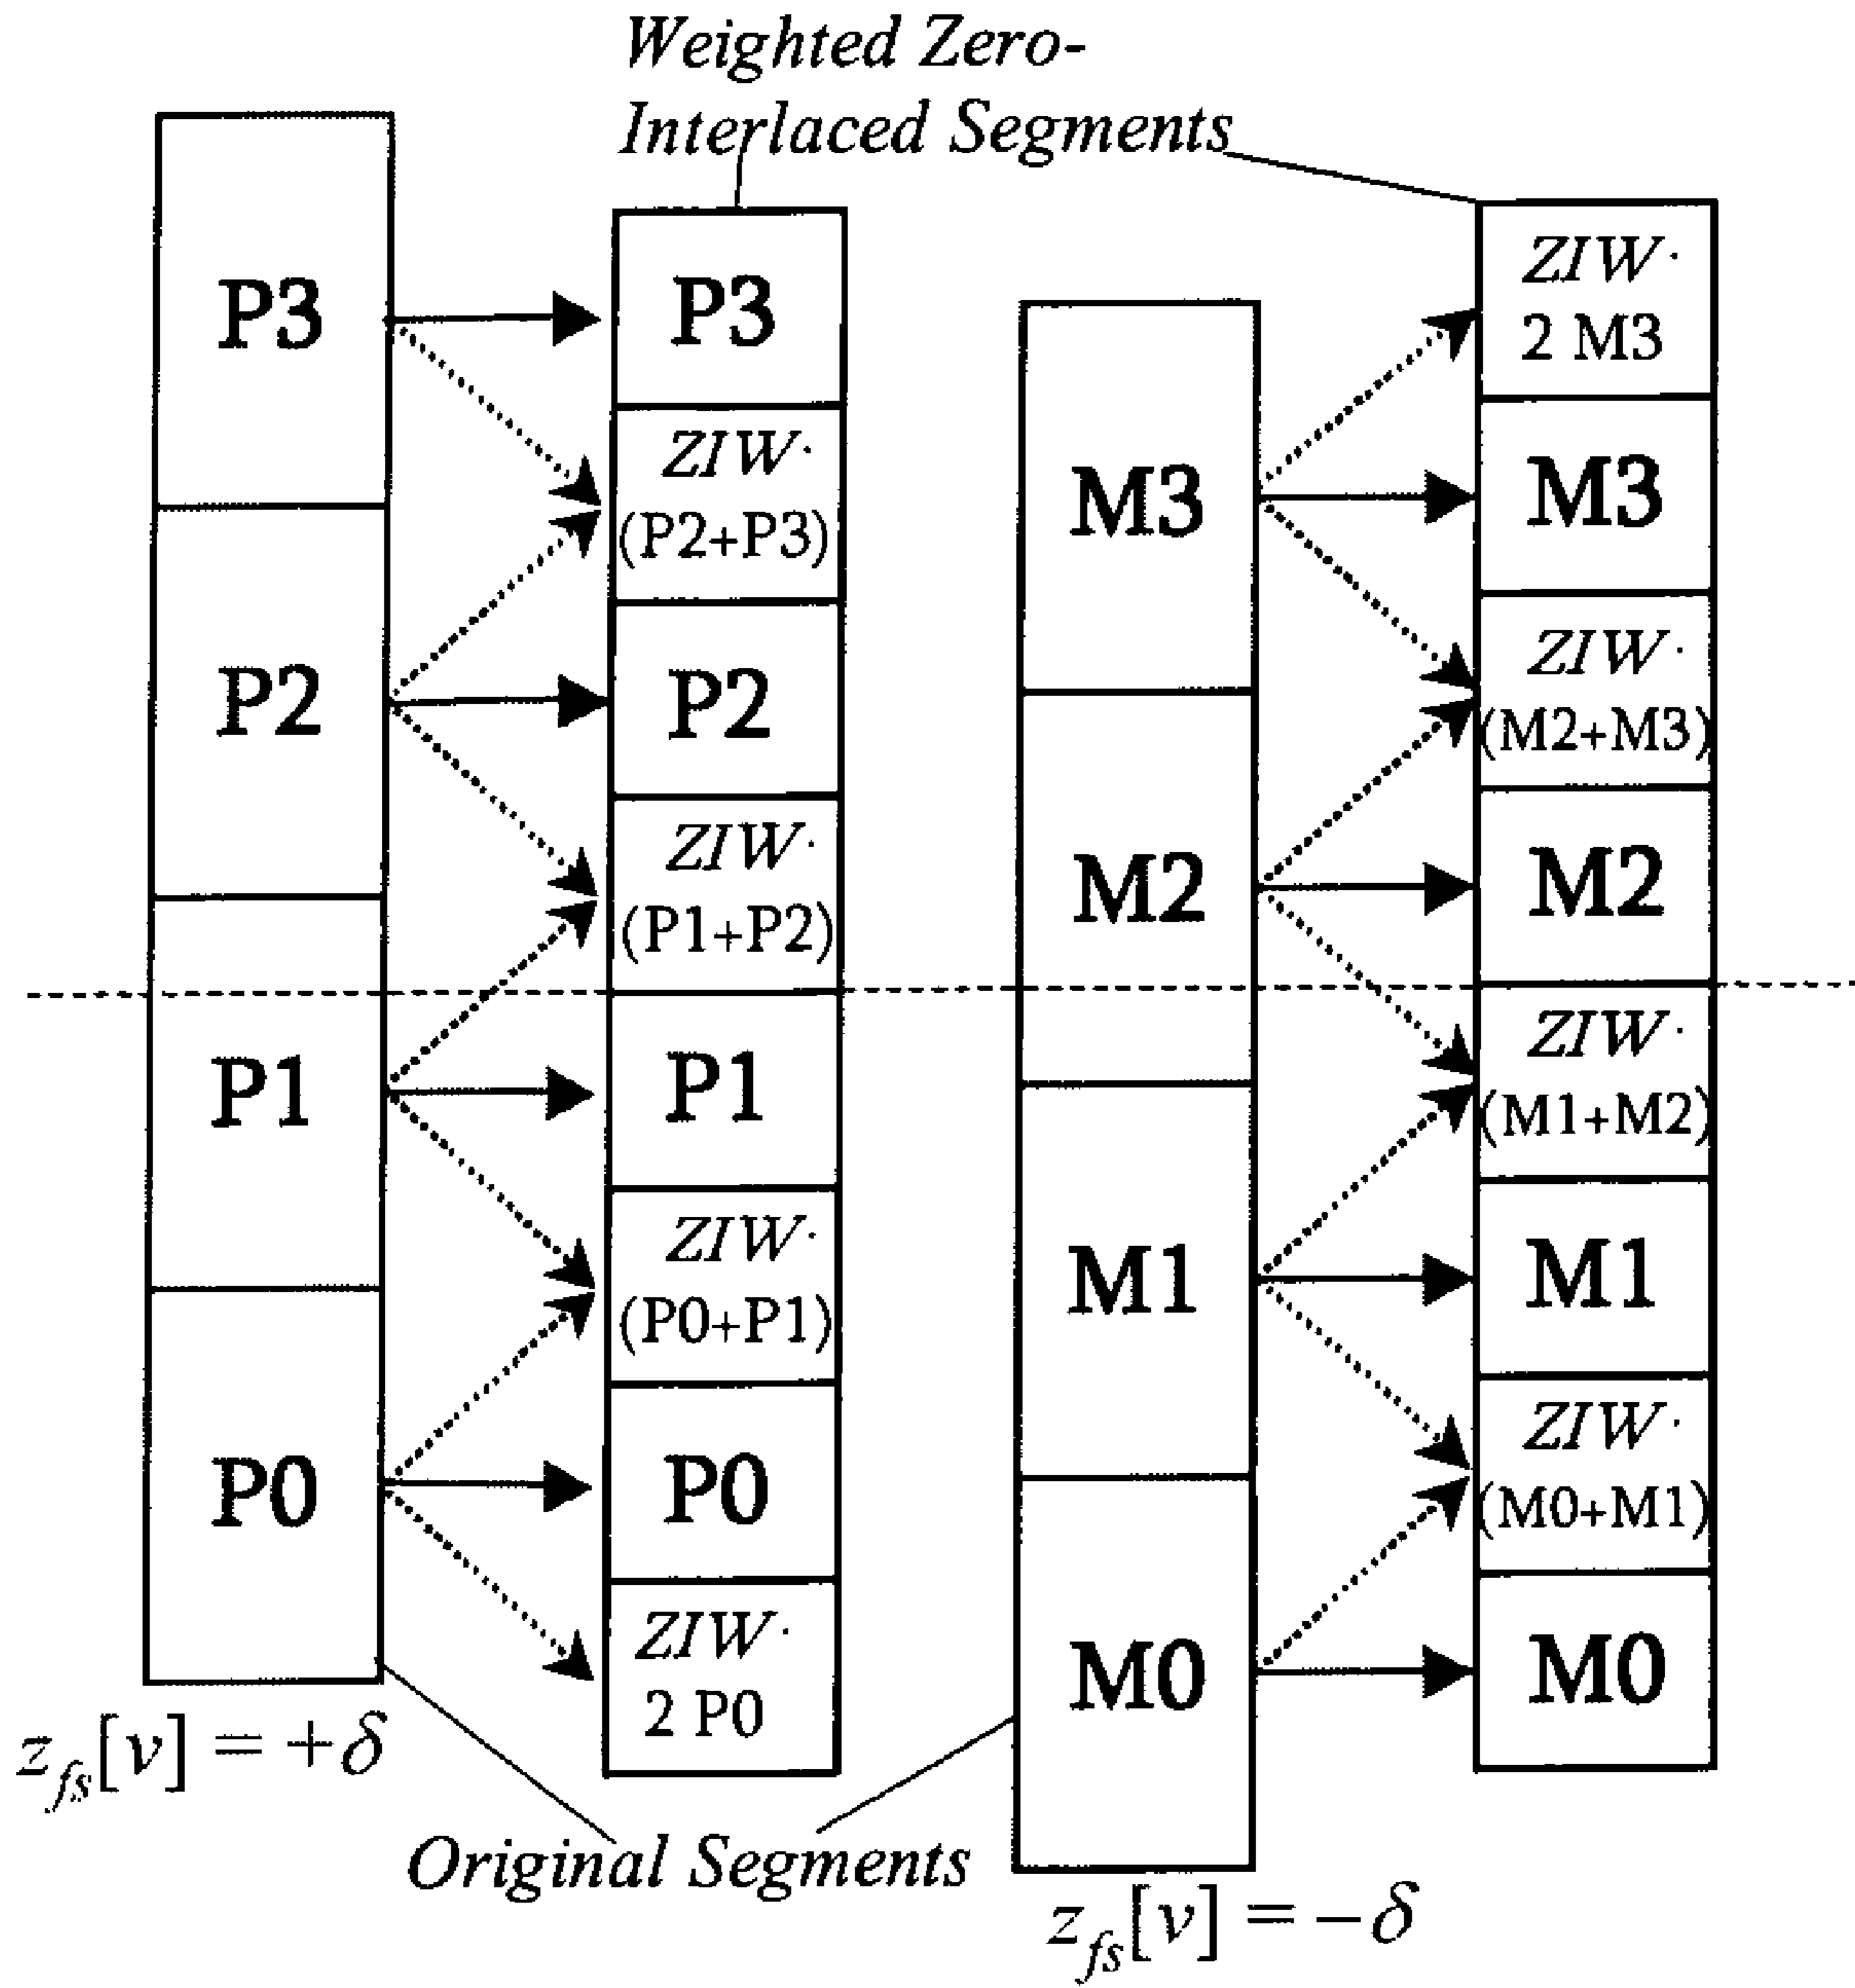 Weighted Zero-
Interlaced Segments
P3
P2
P1
P0
z_fs[v] = +δ
P3
ZIW·
(P2+P3)
P2
ZIW·
(P1+P2)
P1
ZIW·
(P0+P1)
P0
ZIW·
2 P0
M3
M2
M1
M0
z_fs[v] = −δ
ZIW·
2 M3
M3
ZIW·
(M2+M3)
M2
ZIW·
(M1+M2)
M1
ZIW·
(M0+M1)
M0
Original Segments